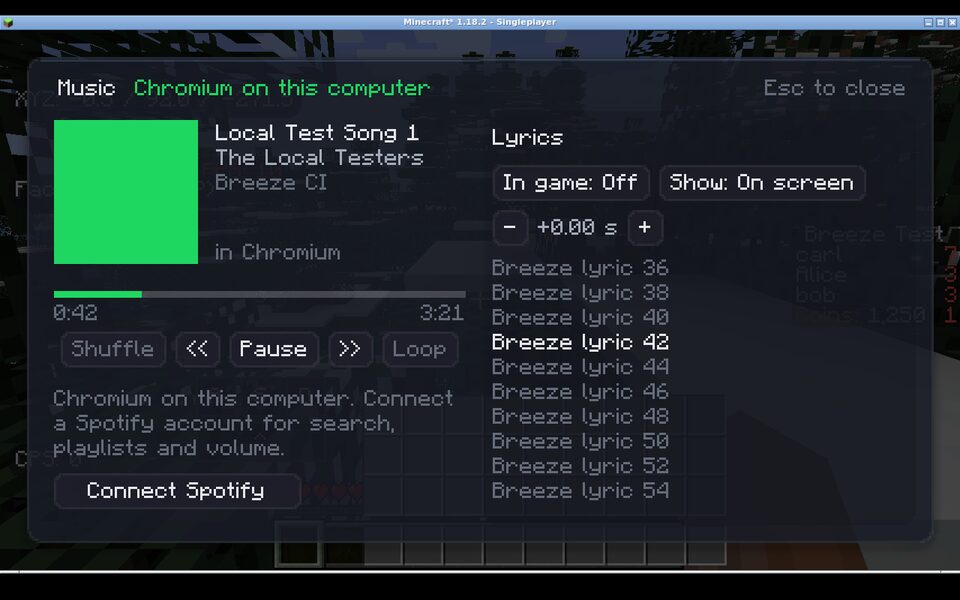 Minecraft* 1.18.2 - Singleplayer
Music Chromium on this computer
Esc to close
Local Test Song 1
The Local Testers
Breeze CI
in Chromium
0:42
3:21
Shuffle << Pause >> Loop
Chromium on this computer. Connect
a Spotify account for search,
playlists and volume.
Connect Spotify
Lyrics
In game: Off Show: On screen
- +0.00 s +
Breeze lyric 36
Breeze lyric 38
Breeze lyric 40
Breeze lyric 42
Breeze lyric 44
Breeze lyric 46
Breeze lyric 48
Breeze lyric 50
Breeze lyric 52
Breeze lyric 54
Breeze Test
carl 7
Alice 3
bob 3
Coins: 1,250 1